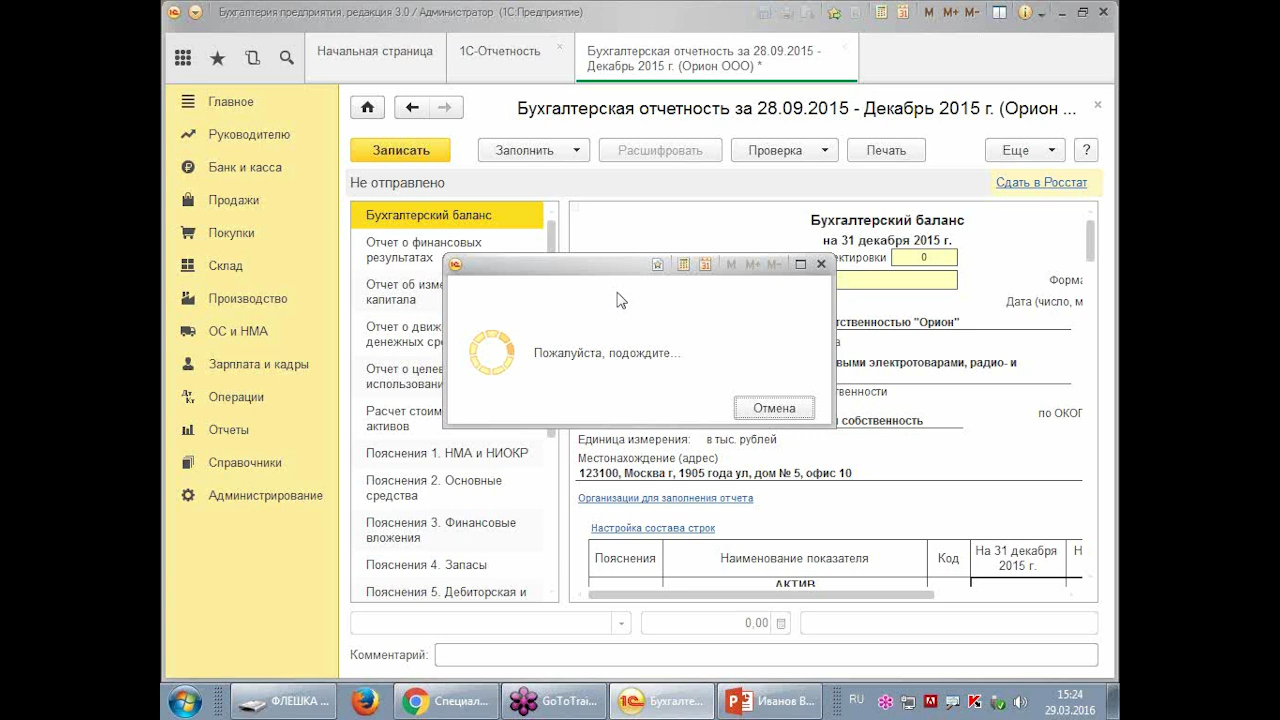 Бухгалтерия предприятия, редакция 3.0 / Администратор (1С:Предприятие)
M M+ M-
Начальная страница
1С-Отчетность
Бухгалтерская отчетность за 28.09.2015 -
Декабрь 2015 г. (Орион ООО) *
Главное
Руководителю
Банк и касса
Продажи
Покупки
Склад
Производство
ОС и НМА
Зарплата и кадры
Дт
Кт
Операции
Отчеты
Справочники
Администрирование
Бухгалтерская отчетность за 28.09.2015 - Декабрь 2015 г. (Орион ...
Записать
Заполнить
Расшифровать
Проверка
Печать
Еще
?
Не отправлено
Сдать в Росстат
Бухгалтерский баланс
Отчет о финансовых
результатах
Отчет об изме
капитала
Отчет о движ
денежных сре
Отчет о целе
использовани
Расчет стоим
активов
Пояснения 1. НМА и НИОКР
Пояснения 2. Основные
средства
Пояснения 3. Финансовые
вложения
Пояснения 4. Запасы
Пояснения 5. Дебиторская и
Бухгалтерский баланс
на 31 декабря 2015 г.
ектировки 0
Форма
Дата (число, м
тственностью "Орион"
выми электротоварами, радио- и
твенности
собственность
по ОКОГ
Единица измерения: в тыс. рублей
Местонахождение (адрес)
123100, Москва г, 1905 года ул, дом № 5, офис 10
Организации для заполнения отчета
Настройка состава строк
Пояснения
Наименование показателя
Код
На 31 декабря
2015 г.
Н
АКТИВ
31 M M+ M-
Пожалуйста, подождите...
Отмена
0,00
Комментарий:
ФЛЕШКА ...
Специал...
GoToTrai...
Бухгалте...
Иванов В...
RU
15:24
29.03.2016